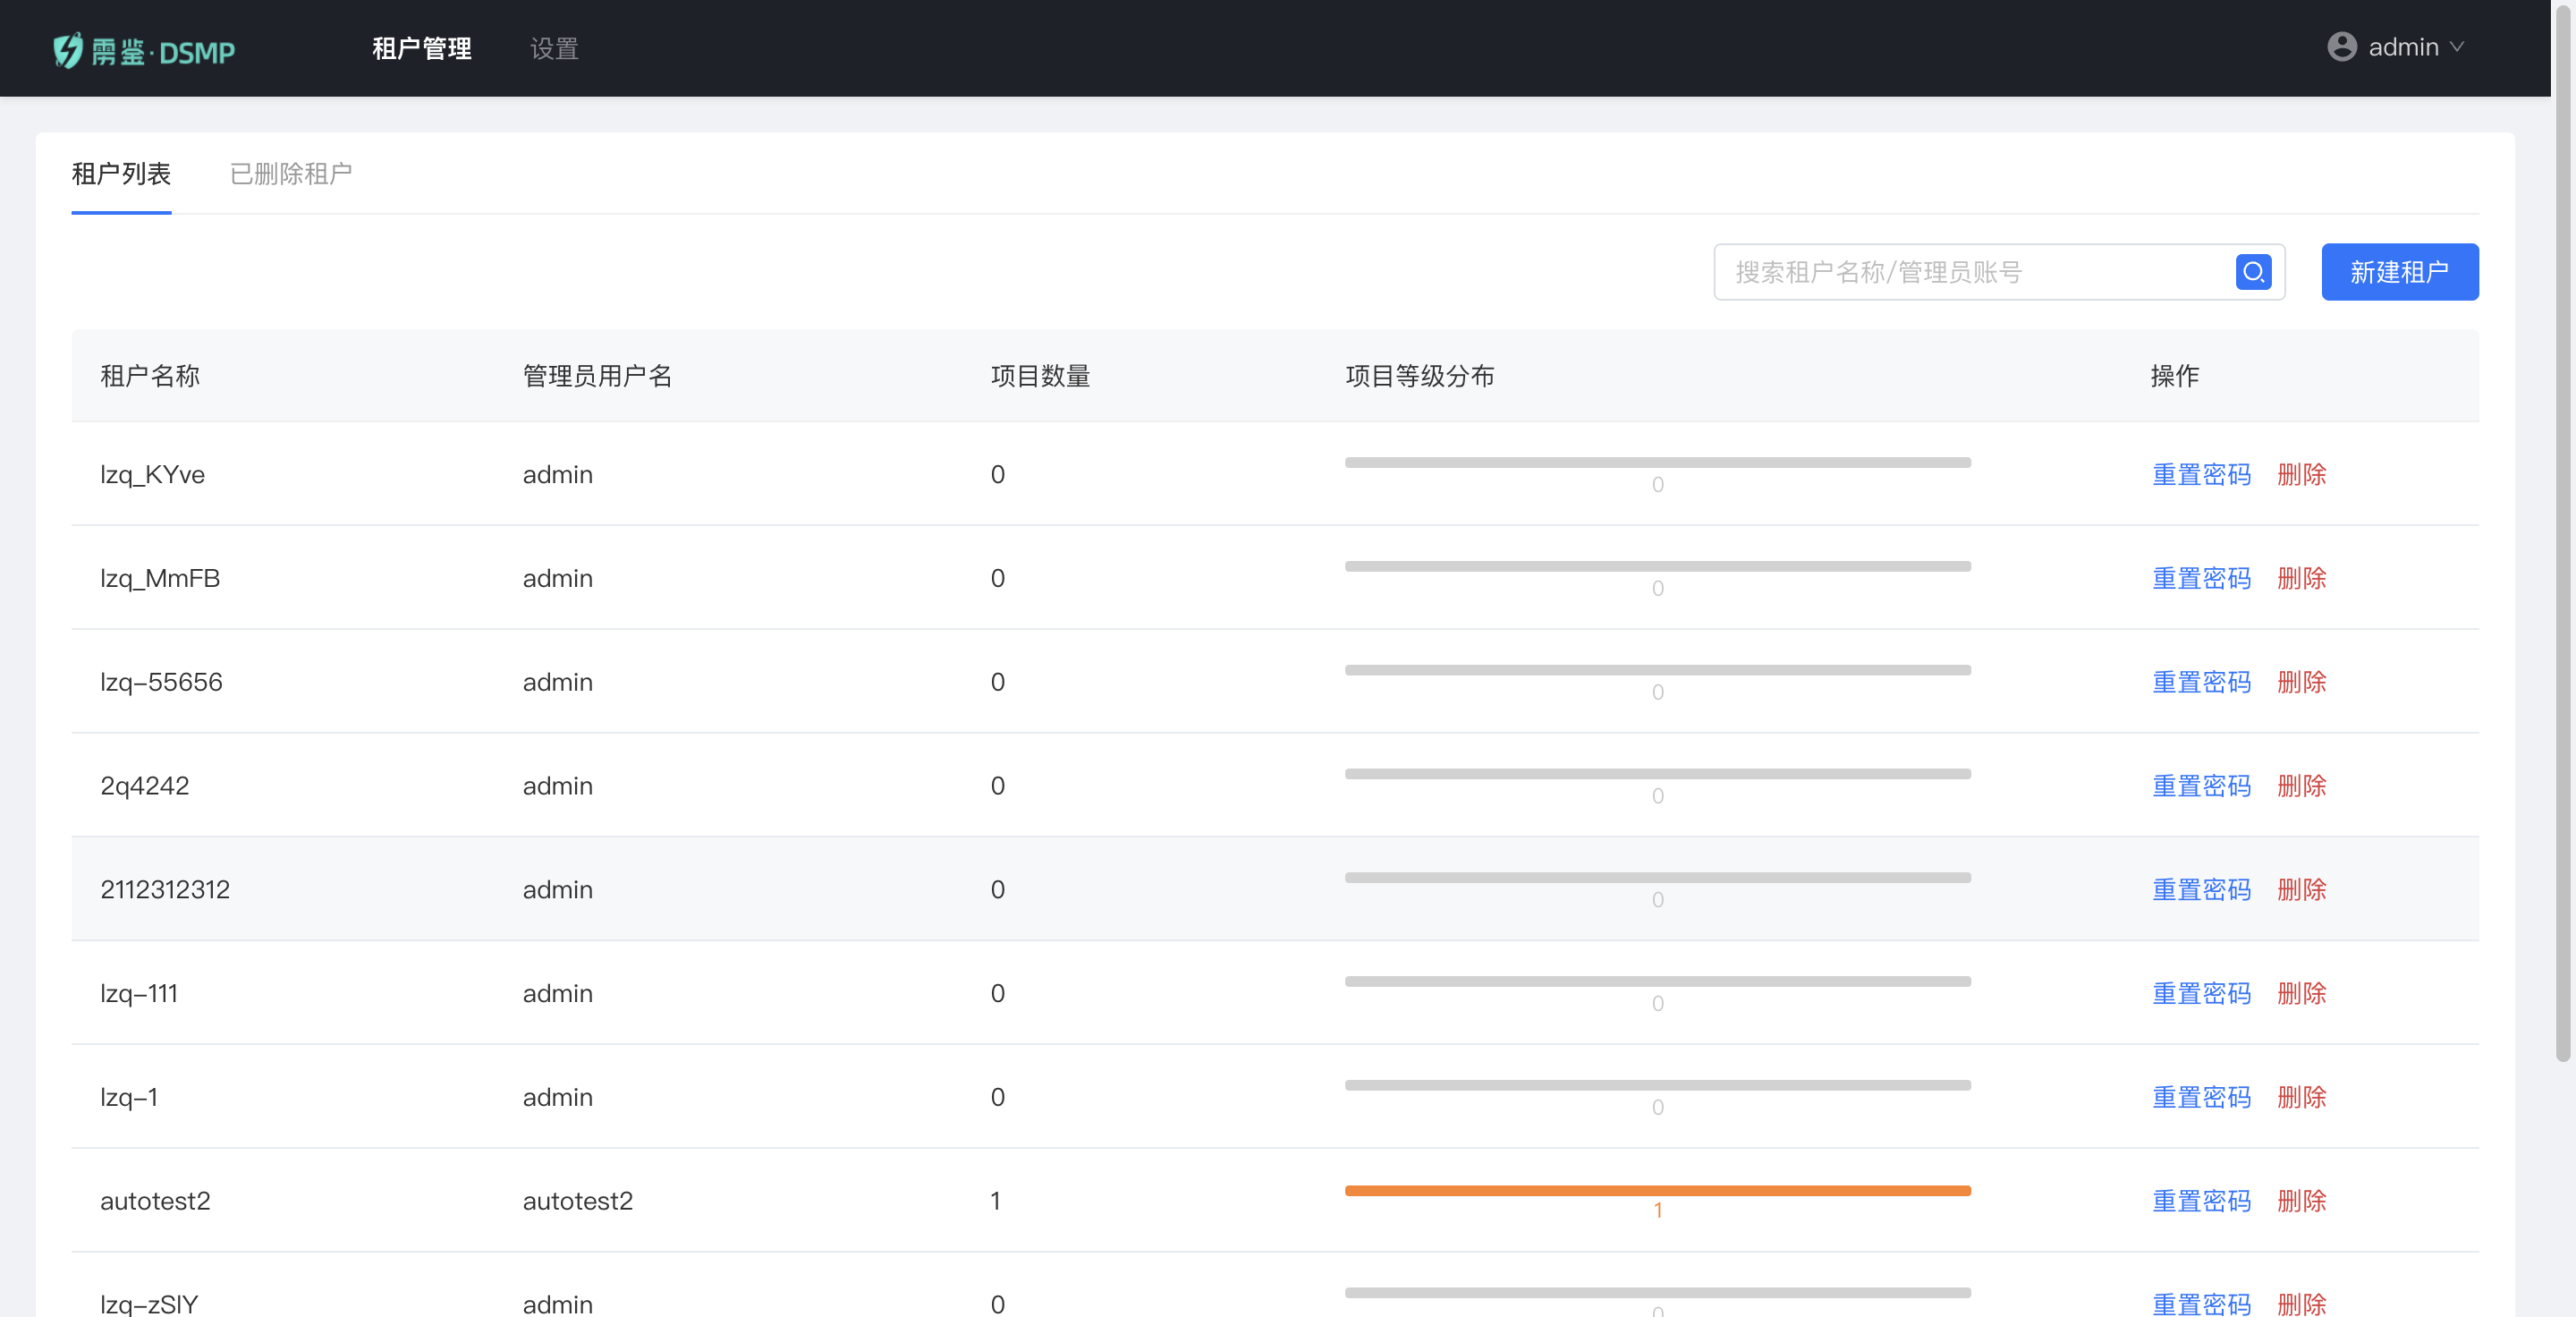 雳鉴·DSMP 租户管理 设置 admin
租户列表 已删除租户
搜索租户名称/管理员账号 新建租户
租户名称 管理员用户名 项目数量 项目等级分布 操作
lzq_KYve admin 0 0 重置密码 删除
lzq_MmFB admin 0 0 重置密码 删除
lzq-55656 admin 0 0 重置密码 删除
2q4242 admin 0 0 重置密码 删除
2112312312 admin 0 0 重置密码 删除
lzq-111 admin 0 0 重置密码 删除
lzq-1 admin 0 0 重置密码 删除
autotest2 autotest2 1 1 重置密码 删除
lzq-zSlY admin 0 0 重置密码 删除